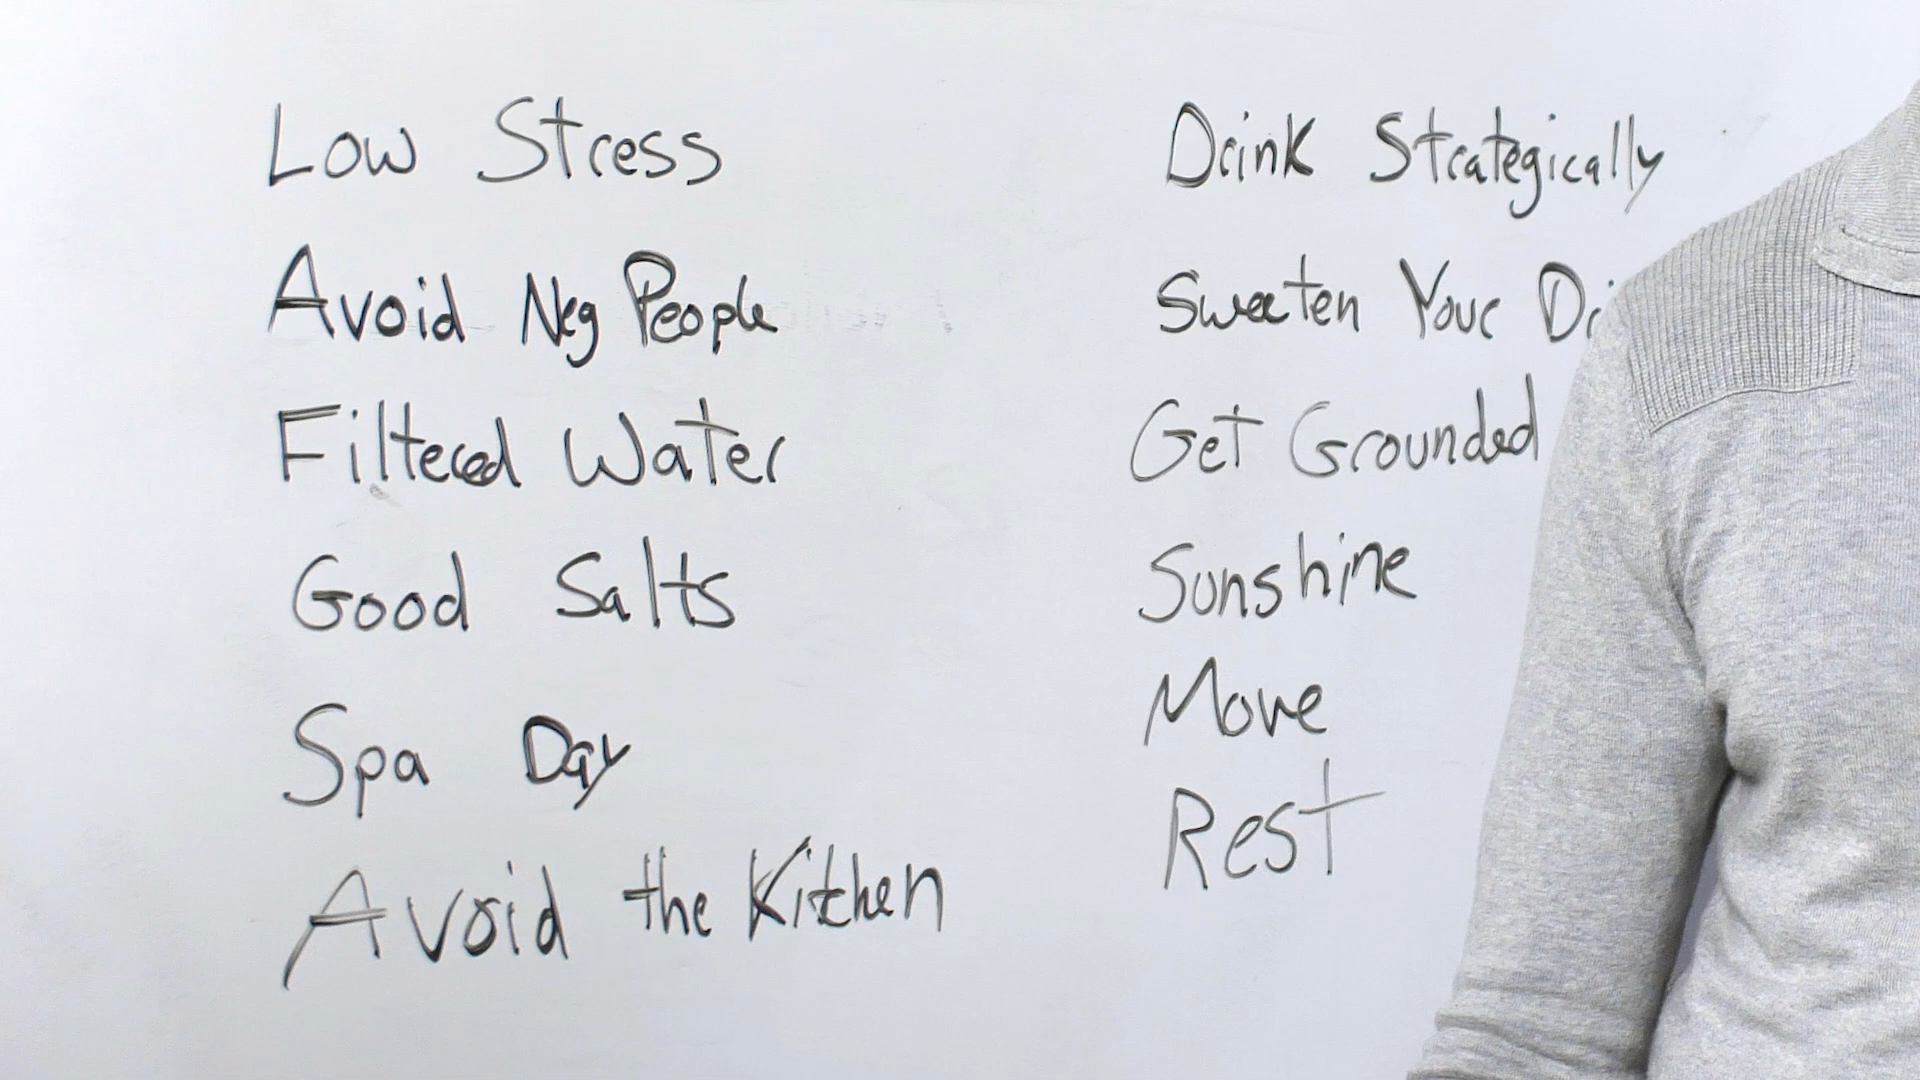 Low Stress
Avoid Neg People
Filtered Water
Good Salts
Spa Day
Avoid the Kitchen
Drink Strategically
Sweeten Your
Get Grounded
Sunshine
Move
Rest